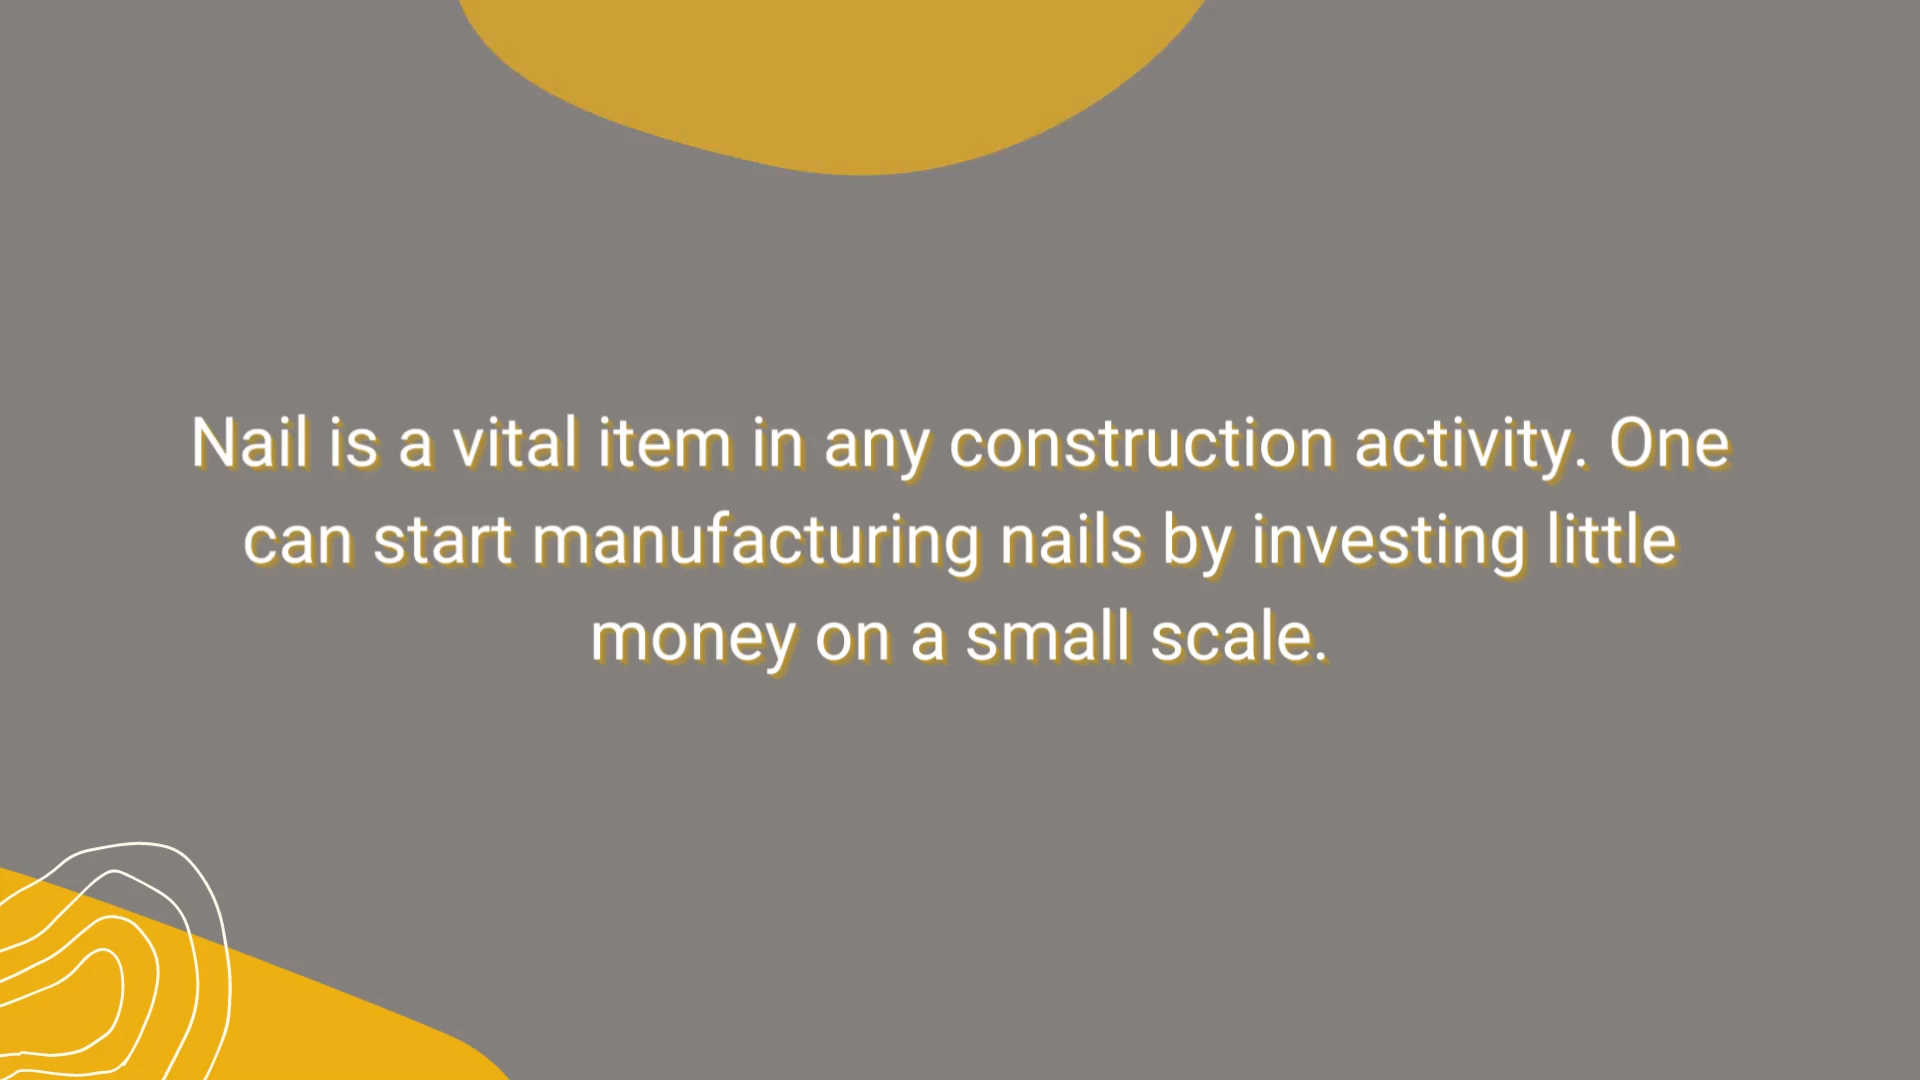 Nail is a vital item in any construction activity. One
can start manufacturing nails by investing little
money on a small scale.